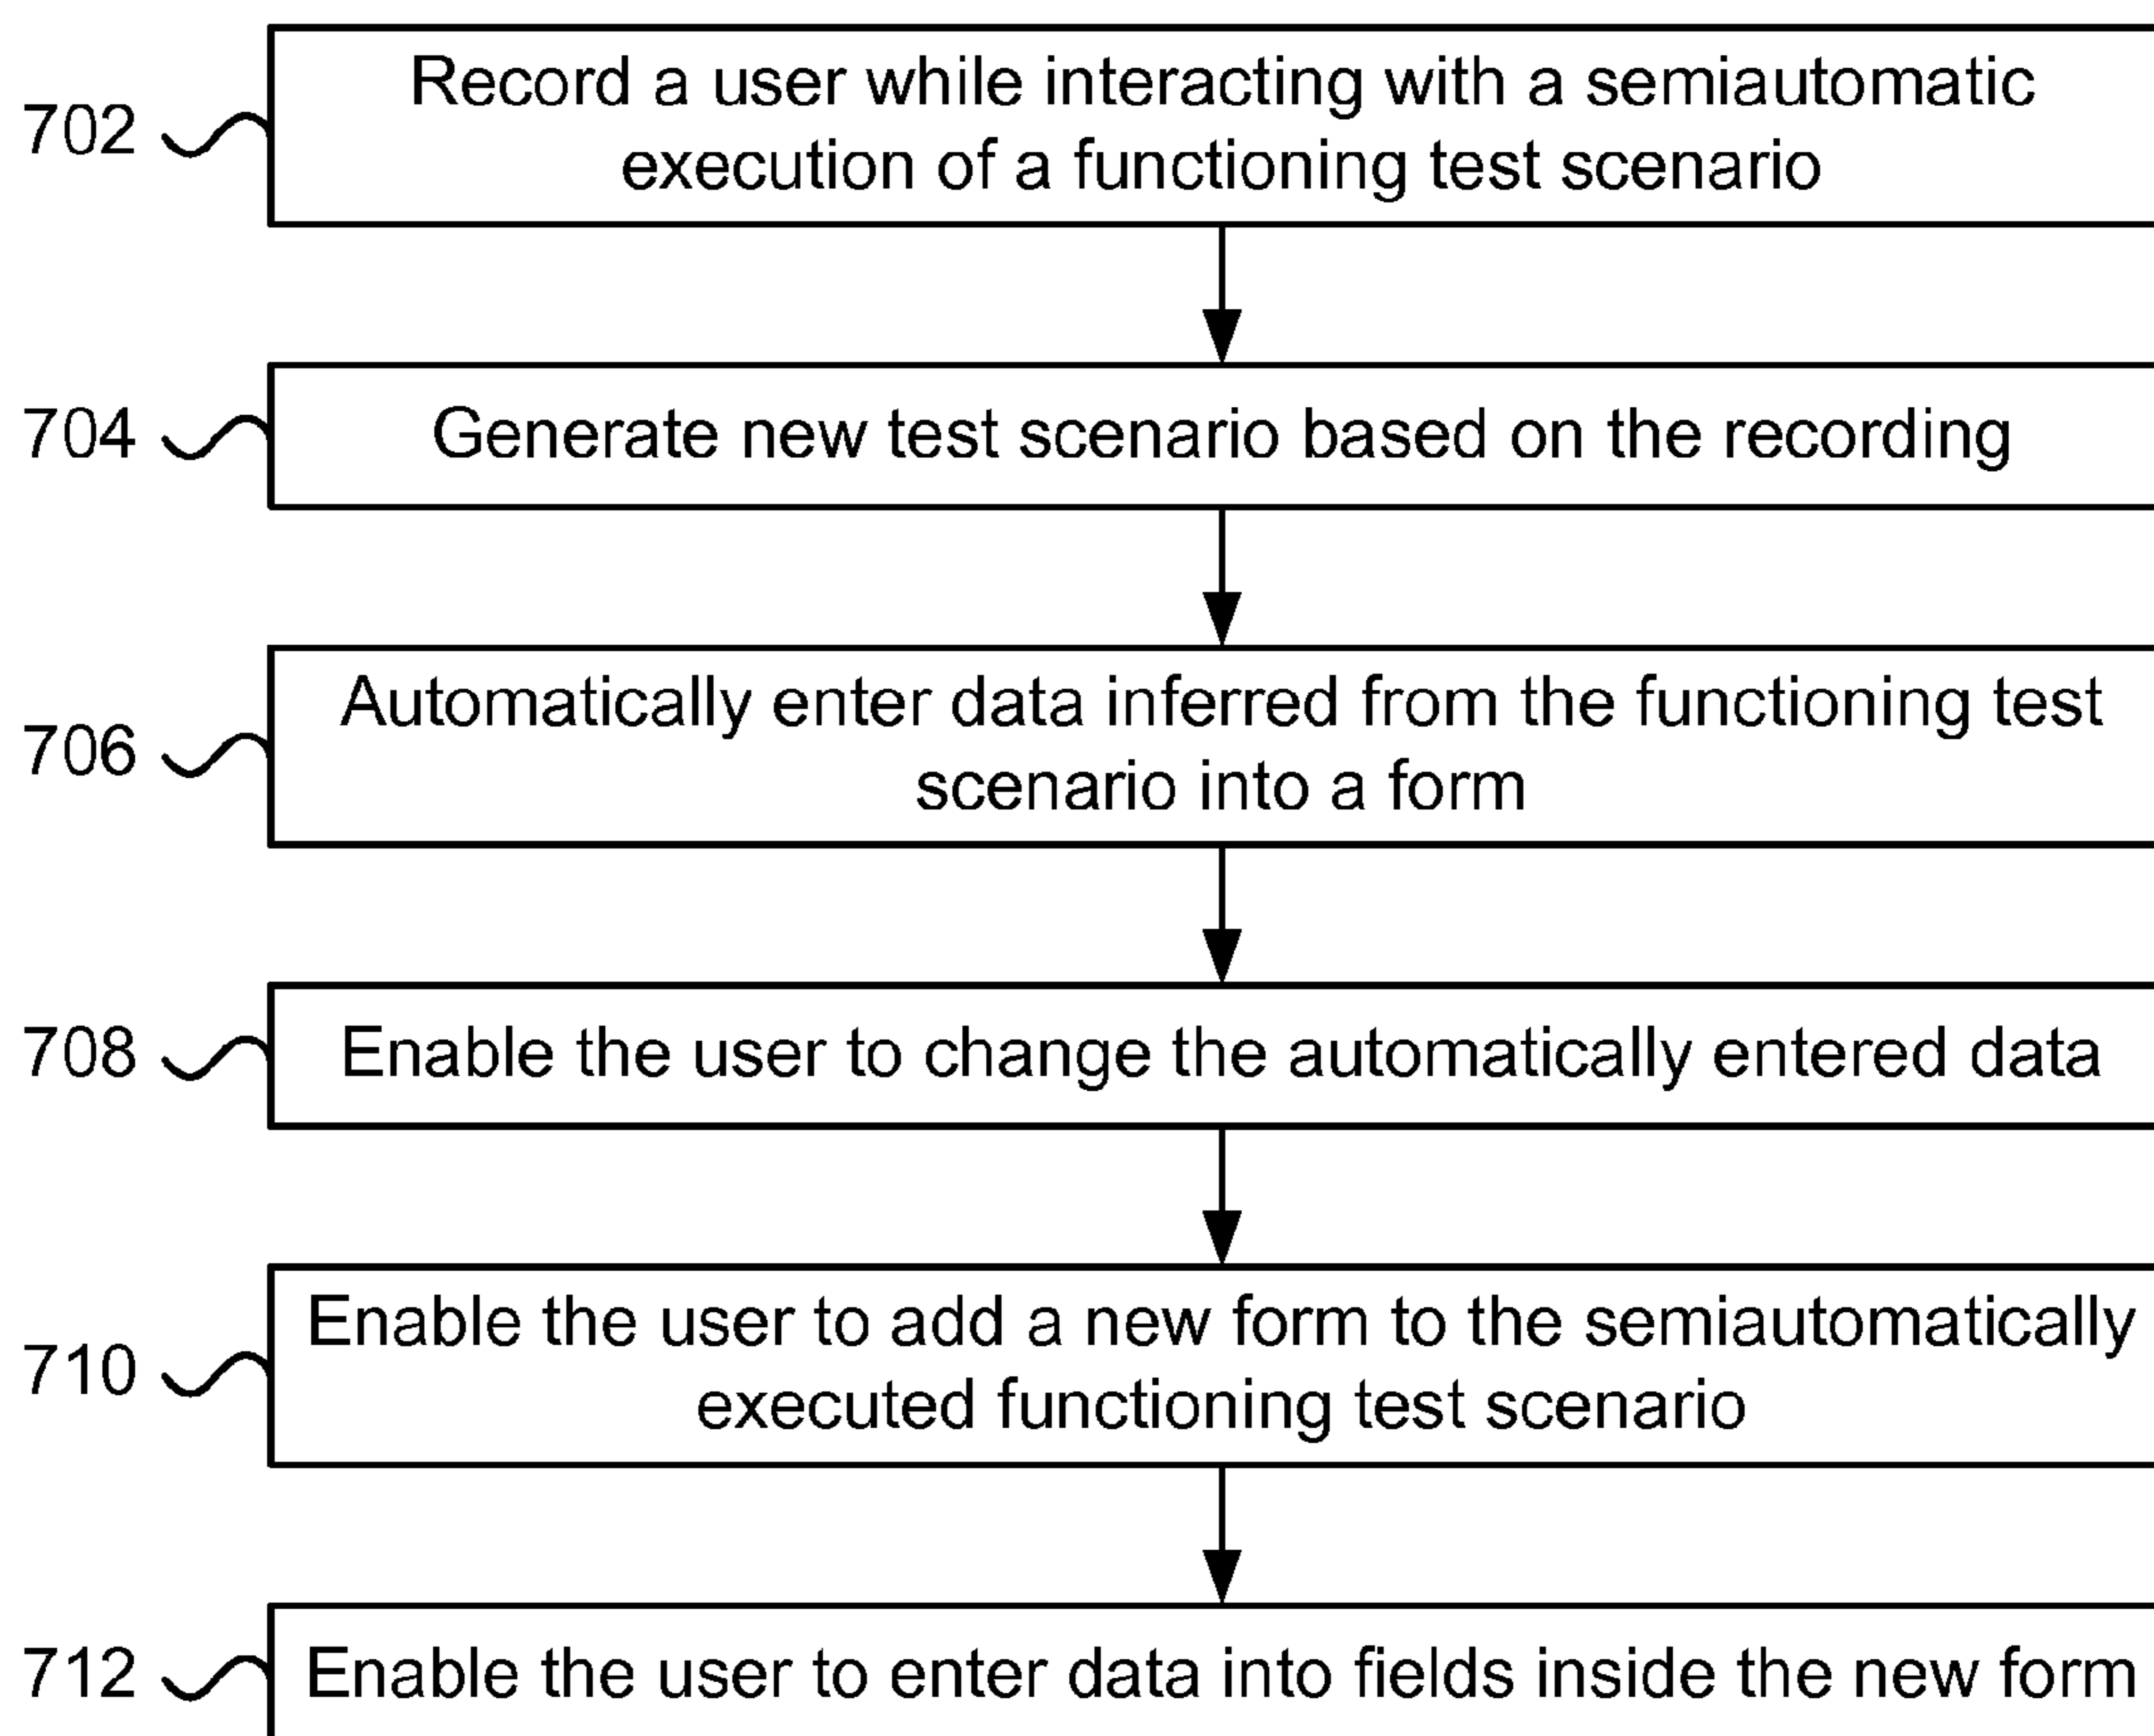 702
Record a user while interacting with a semiautomatic
execution of a functioning test scenario
704
Generate new test scenario based on the recording
706
Automatically enter data inferred from the functioning test
scenario into a form
708
Enable the user to change the automatically entered data
710
Enable the user to add a new form to the semiautomatically
executed functioning test scenario
712
Enable the user to enter data into fields inside the new form